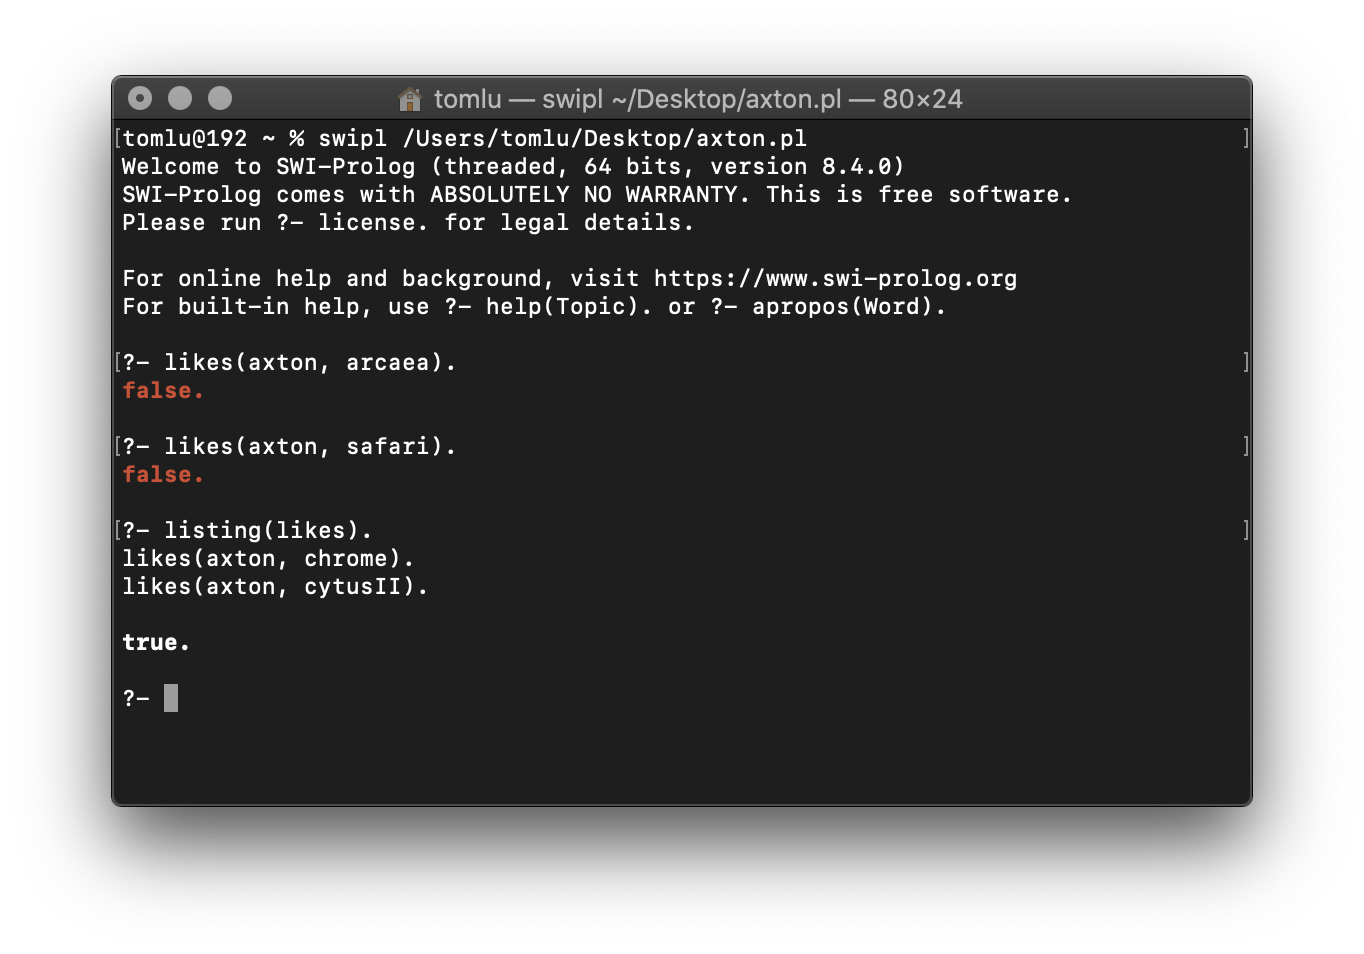 tomlu — swipl ~/Desktop/axton.pl — 80×24
[tomlu@192 ~ % swipl /Users/tomlu/Desktop/axton.pl ]
Welcome to SWI-Prolog (threaded, 64 bits, version 8.4.0)
SWI-Prolog comes with ABSOLUTELY NO WARRANTY. This is free software.
Please run ?- license. for legal details.
For online help and background, visit https://www.swi-prolog.org
For built-in help, use ?- help(Topic). or ?- apropos(Word).
[?- likes(axton, arcaea). ]
false.
[?- likes(axton, safari). ]
false.
[?- listing(likes). ]
likes(axton, chrome).
likes(axton, cytusII).
true.
?-